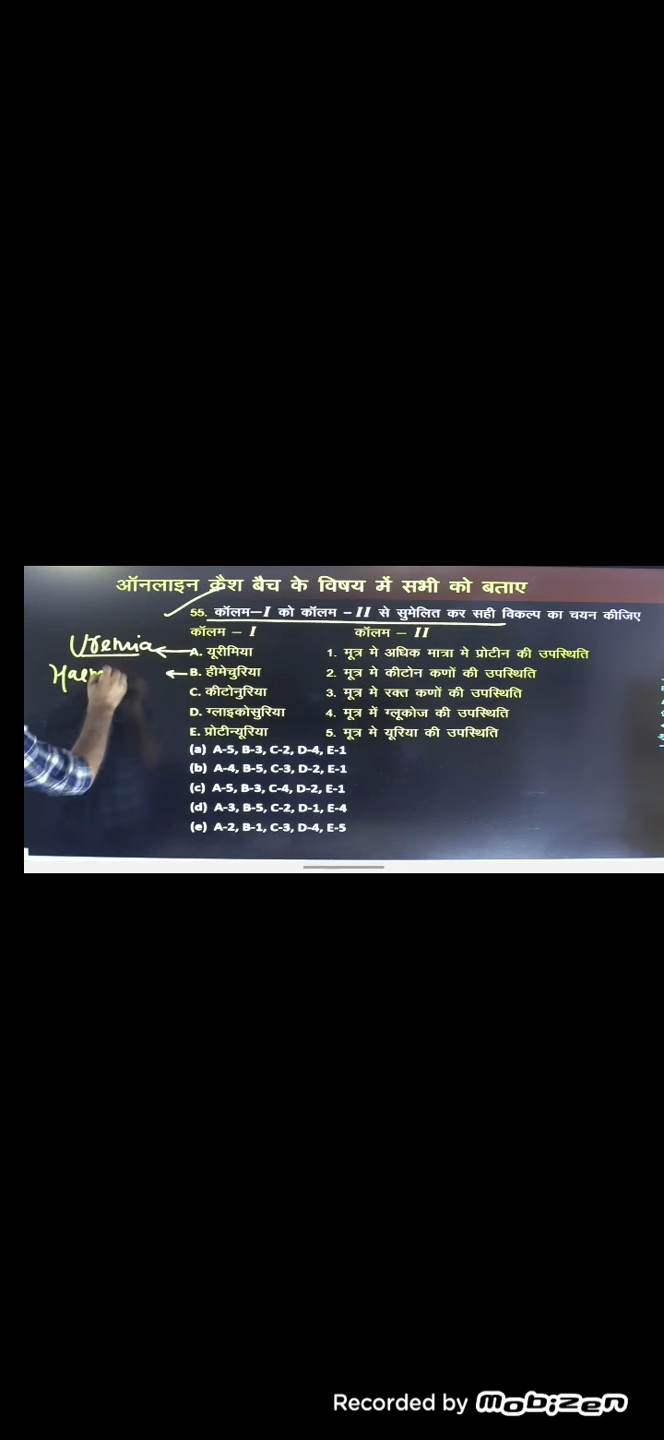 ऑनलाइन क्रैश बैच के विषय में सभी को बताए
55. कॉलम–I को कॉलम – II से सुमेलित कर सही विकल्प का चयन कीजिए
कॉलम – I कॉलम – II
Uremia A. यूरीमिया 1. मूत्र मे अधिक मात्रा मे प्रोटीन की उपस्थिति
Haem B. हीमेचुरिया 2. मूत्र मे कीटोन कणों की उपस्थिति
C. कीटोनुरिया 3. मूत्र मे रक्त कणों की उपस्थिति
D. ग्लाइकोसुरिया 4. मूत्र में ग्लूकोज की उपस्थिति
E. प्रोटीन्यूरिया 5. मूत्र मे यूरिया की उपस्थिति
(a) A-5, B-3, C-2, D-4, E-1
(b) A-4, B-5, C-3, D-2, E-1
(c) A-5, B-3, C-4, D-2, E-1
(d) A-3, B-5, C-2, D-1, E-4
(e) A-2, B-1, C-3, D-4, E-5
Recorded by Mobizen